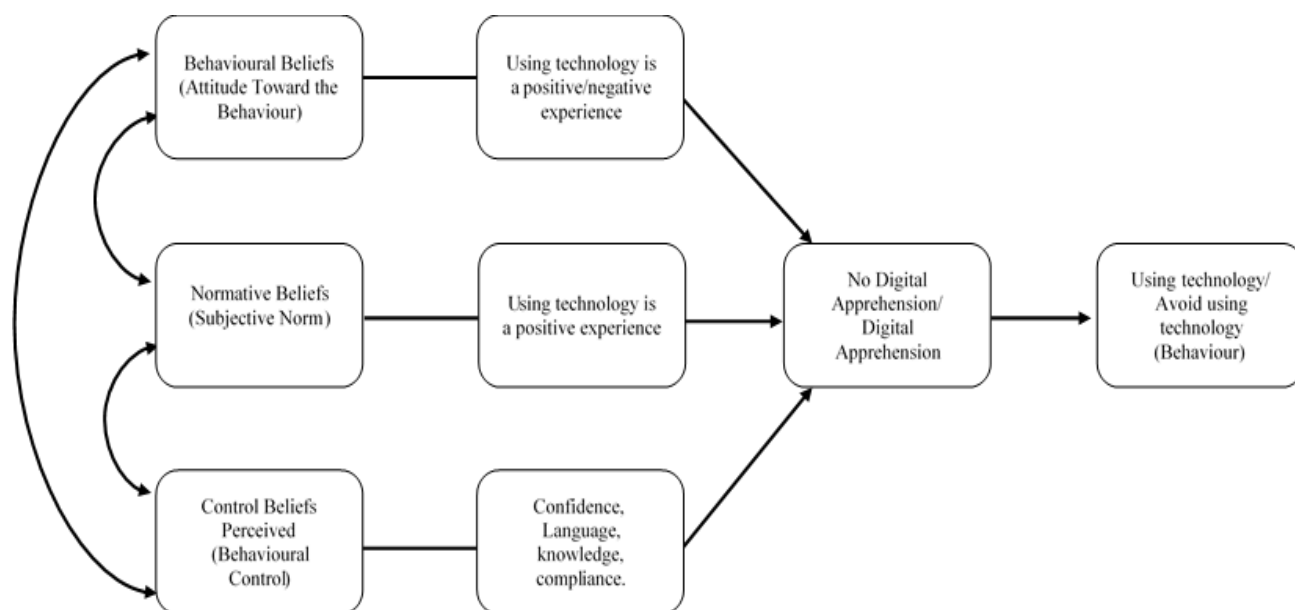 Behavioural Beliefs
(Attitude Toward the
Behaviour)
Using technology is
a positive/negative
experience
Normative Beliefs
(Subjective Norm)
Using technology is
a positive experience
No Digital
Apprehension/
Digital
Apprehension
Using technology/
Avoid using
technology
(Behaviour)
Control Beliefs
Perceived
(Behavioural
Control)
Confidence,
Language,
knowledge,
compliance.